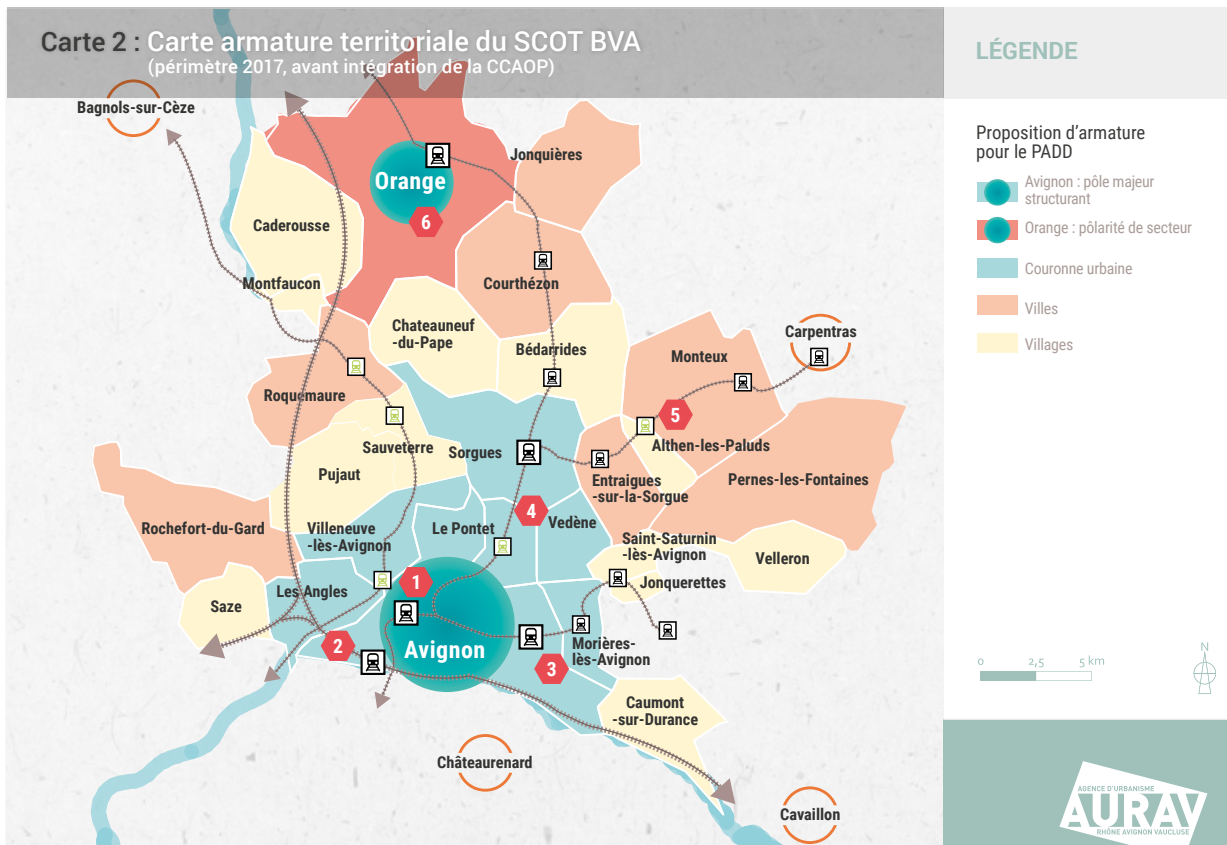 Carte 2 : Carte armature territoriale du SCOT BVA
(périmètre 2017, avant intégration de la CCAOP)
Bagnols-sur-Cèze
Jonquières
Orange
6
Caderousse
Montfaucon
Courthézon
Chateauneuf
-du-Pape
Bédarrides
Carpentras
Monteux
Roquemaure
5
Sauveterre
Sorgues
Althen-les-Paluds
Pujaut
Entraigues
-sur-la-Sorgue
Pernes-les-Fontaines
Rochefort-du-Gard
Villeneuve
-lès-Avignon
Le Pontet
4
Vedène
Saint-Saturnin
-lès-Avignon
Velleron
Jonquerettes
Les Angles
1
Saze
Avignon
2
Morières-
lès-Avignon
3
Caumont
-sur-Durance
Châteaurenard
Cavaillon
LÉGENDE
Proposition d'armature
pour le PADD
Avignon : pôle majeur
structurant
Orange : pôlarité de secteur
Couronne urbaine
Villes
Villages
0 2,5 5 km
N
AGENCE D'URBANISME
AURAV
RHÔNE AVIGNON VAUCLUSE